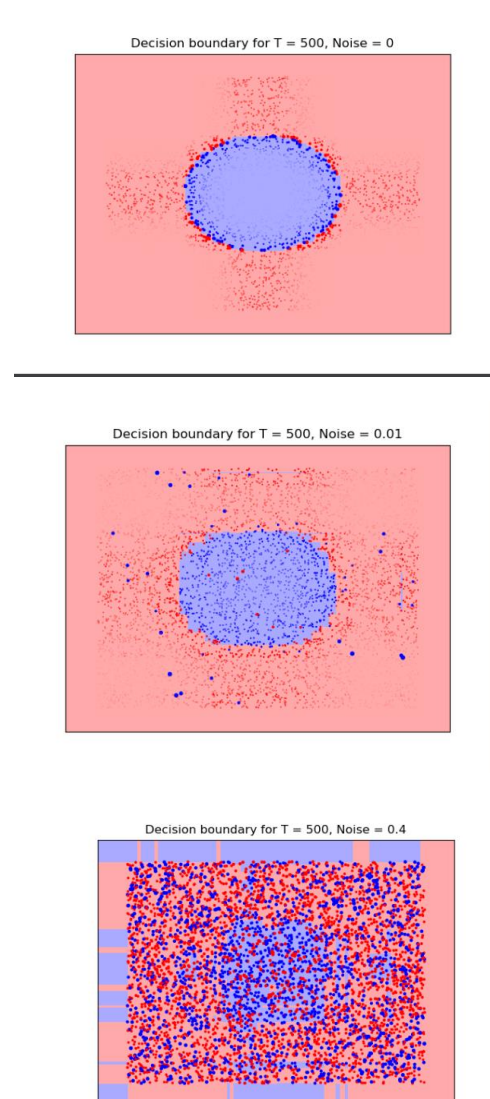 Decision boundary for T = 500, Noise = 0
Decision boundary for T = 500, Noise = 0.01
Decision boundary for T = 500, Noise = 0.4